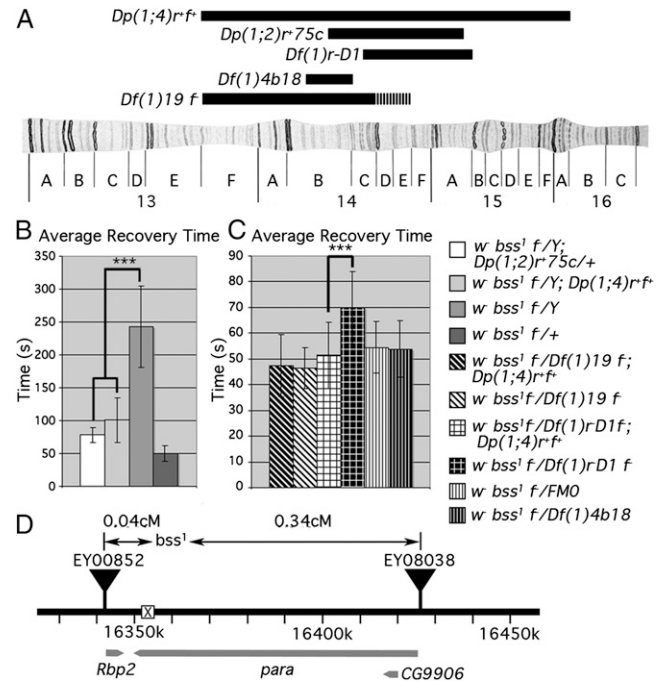 A
Dp(1;4)r+f+
Dp(1;2)r+75c
Df(1)r-D1
Df(1)4b18
Df(1)19 f-
A B C D E F A B C D E F A B C D E F A B C
13 14 15 16
B Average Recovery Time
***
Time (s)
350
300
250
200
150
100
50
0
C Average Recovery Time
***
Time (s)
90
80
70
60
50
40
30
20
10
0
w- bss1 f-/Y;
Dp(1;2)r+75c/+
w- bss1 f-/Y; Dp(1;4)r+f+
w- bss1 f-/Y
w- bss1 f-/+
w- bss1 f-/Df(1)19 f-;
Dp(1;4)r+f+
w- bss1 f-/Df(1)19 f-
w- bss1 f-/Df(1)rD1f-;
Dp(1;4)r+f+
w- bss1 f-/Df(1)rD1 f-
w- bss1 f-/FM0
w- bss1 f-/Df(1)4b18
D
0.04cM 0.34cM
bss1
EY00852 EY08038
X
16350k 16400k 16450k
Rbp2 para CG9906